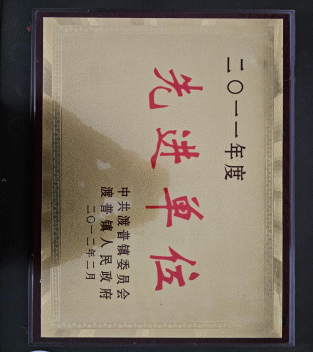 二〇一一年度
先进单位
中共渡普镇委员会
渡普镇人民政府
二〇一二年二月